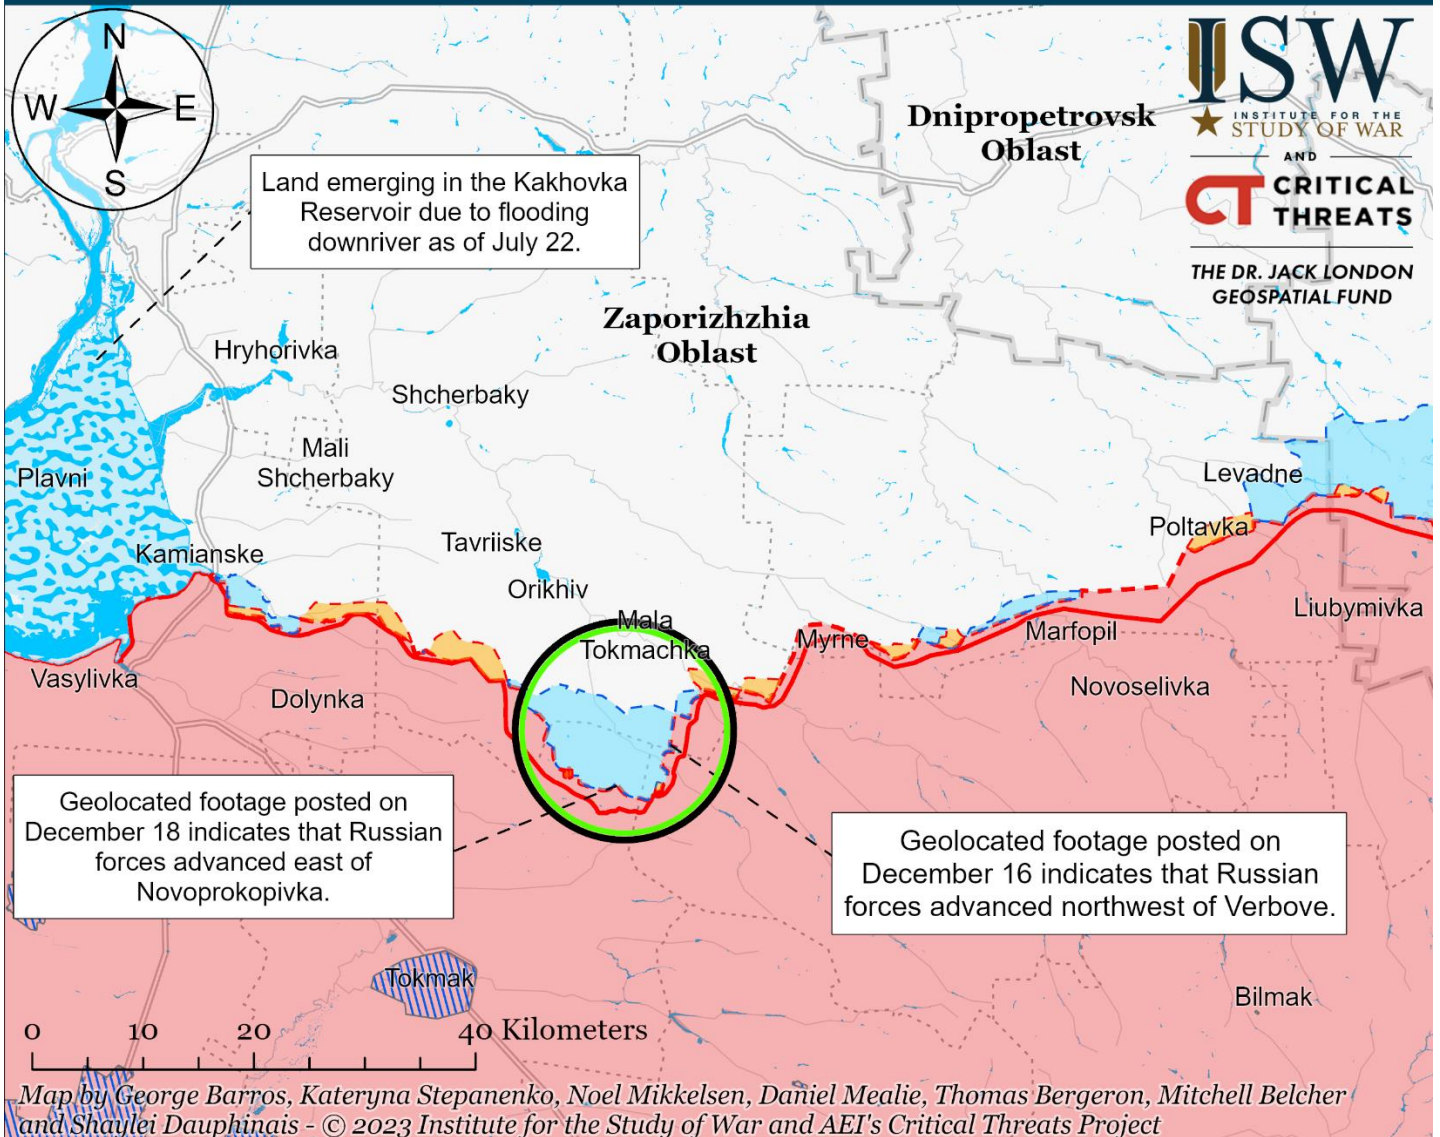 N
W
E
S
ISW
INSTITUTE FOR THE
STUDY OF WAR
AND
CT CRITICAL
THREATS
THE DR. JACK LONDON
GEOSPATIAL FUND
Dnipropetrovsk
Oblast
Land emerging in the Kakhovka
Reservoir due to flooding
downriver as of July 22.
Zaporizhzhia
Oblast
Hryhorivka
Shcherbaky
Mali
Shcherbaky
Plavni
Levadne
Poltavka
Tavriiske
Kamianske
Orikhiv
Mala
Tokmachka
Myrne
Marfopil
Liubymivka
Vasylivka
Dolynka
Novoselivka
Geolocated footage posted on
December 18 indicates that Russian
forces advanced east of
Novoprokopivka.
Geolocated footage posted on
December 16 indicates that Russian
forces advanced northwest of Verbove.
Tokmak
Bilmak
0 10 20 40 Kilometers
Map by George Barros, Kateryna Stepanenko, Noel Mikkelsen, Daniel Mealie, Thomas Bergeron, Mitchell Belcher
and Shaylei Dauphinais - © 2023 Institute for the Study of War and AEI's Critical Threats Project